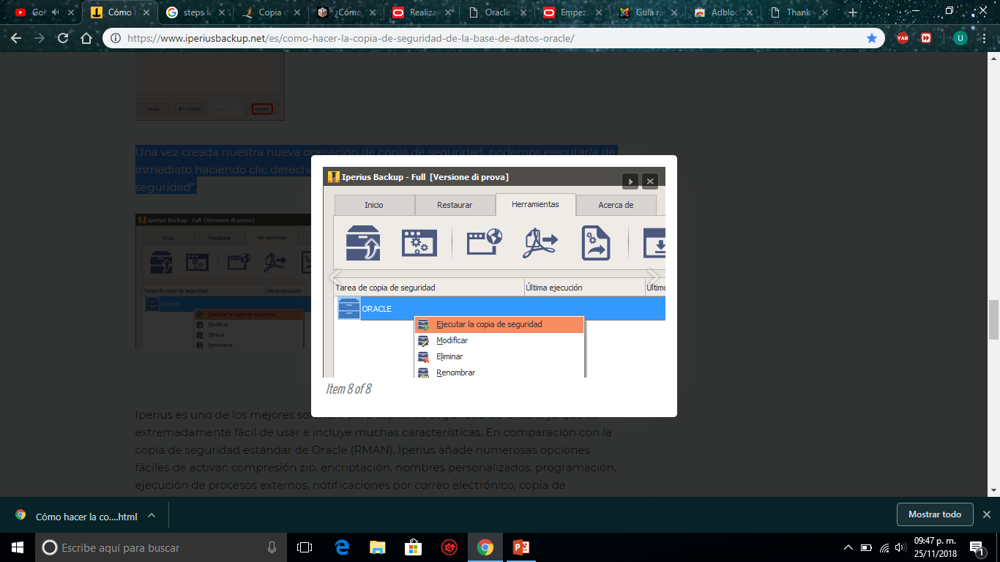 Gor
Cómo h
steps fo
Copia d
¿Cómo
Realiza
Oracle
Empez
Guía ra
Adbloc
Thank y
https://www.iperiusbackup.net/es/como-hacer-la-copia-de-seguridad-de-la-base-de-datos-oracle/
YAB
U
Anterior
Aceptar
Una vez creada nuestra nueva operación de copia de seguridad, podemos ejecutarla de
inmediato haciendo clic derecho
seguridad".
Iperius Backup - Full [Versione di prova]
Inicio
Restaurar
Herramientas
Tarea de copia de seguridad
Última ejecución
ORACLE
Ejecutar la copia de seguridad
Modificar
Eliminar
Renombrar
Iperius Backup - Full [Versione di prova]
Inicio
Restaurar
Herramientas
Acerca de
Tarea de copia de seguridad
Última ejecución
Último
ORACLE
Ejecutar la copia de seguridad
Modificar
Eliminar
Renombrar
Item 8 of 8
Iperius es uno de los mejores software para copias de seguridad de Oracle, ya que es
extremadamente fácil de usar e incluye muchas características. En comparación con la
copia de seguridad estándar de Oracle (RMAN), Iperius añade numerosas opciones
fáciles de activar: compresión zip, encriptación, nombres personalizados, programación,
ejecución de procesos externos, notificaciones por correo electrónico, copia de
Cómo hacer la co....html
Mostrar todo
Escribe aquí para buscar
09:47 p. m.
25/11/2018
1